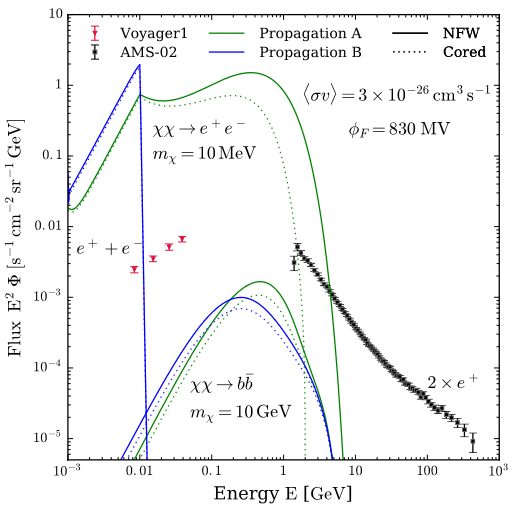 Voyager1 Propagation A NFW
AMS-02 Propagation B Cored
⟨σv⟩ = 3 × 10⁻²⁶ cm³ s⁻¹
ϕ_F = 830 MV
χχ → e⁺ e⁻
m_χ = 10 MeV
e⁺ + e⁻
χχ → bb̄
m_χ = 10 GeV
2 × e⁺
Flux E² Φ [s⁻¹ cm⁻² sr⁻¹ GeV]
10
1
0.1
0.01
10⁻³
10⁻⁴
10⁻⁵
10⁻³ 0.01 0.1 1 10 100 10³
Energy E [GeV]